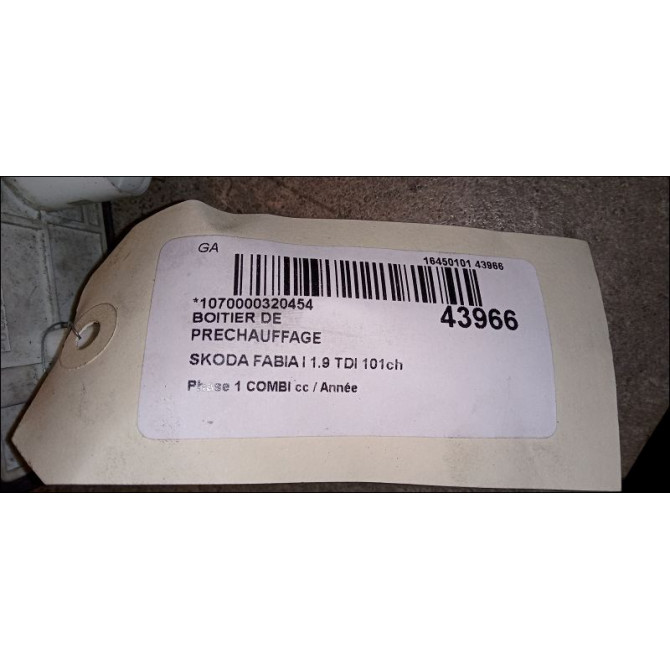 GA
16450101 43966
*1070000320454
43966
BOITIER DE
PRECHAUFFAGE
SKODA FABIA I 1.9 TDI 101ch
Phase 1 COMBI cc / Année